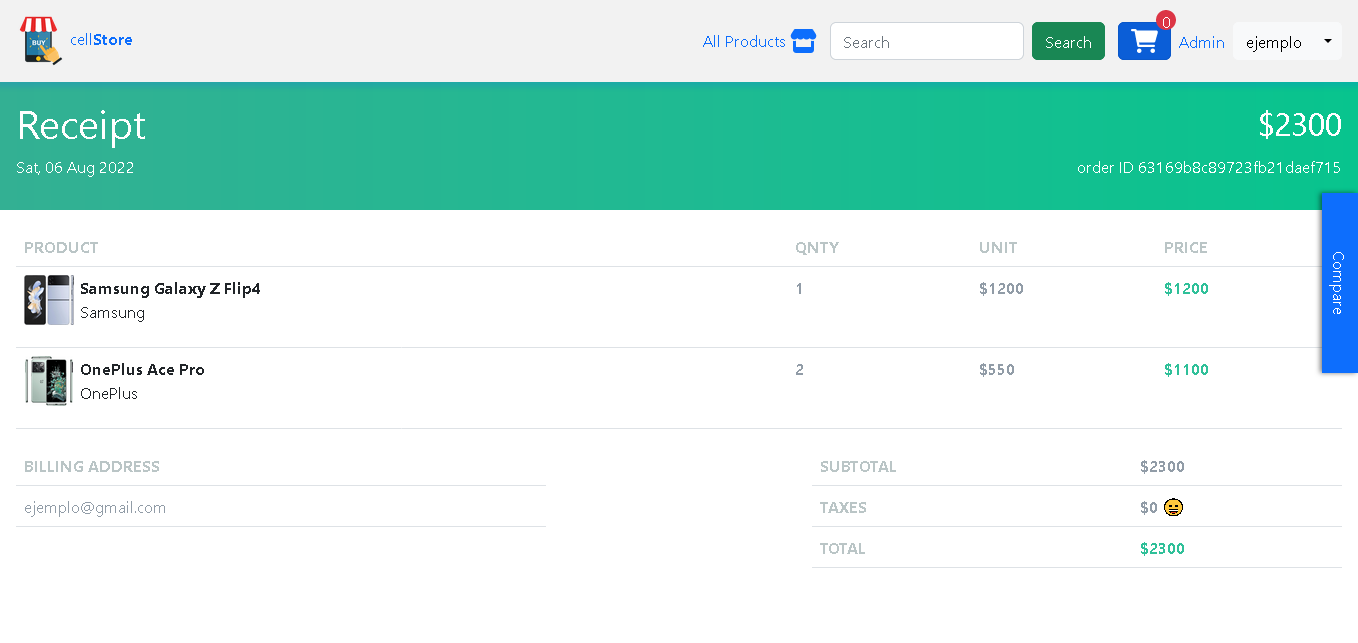 BUY
cellStore
All Products
Search
Search
0
Admin
ejemplo
Receipt
$2300
Sat, 06 Aug 2022
order ID 63169b8c89723fb21daef715
Compare
PRODUCT QNTY UNIT PRICE
Samsung Galaxy Z Flip4 1 $1200 $1200
Samsung
OnePlus Ace Pro 2 $550 $1100
OnePlus
BILLING ADDRESS
ejemplo@gmail.com
SUBTOTAL $2300
TAXES $0 😀
TOTAL $2300